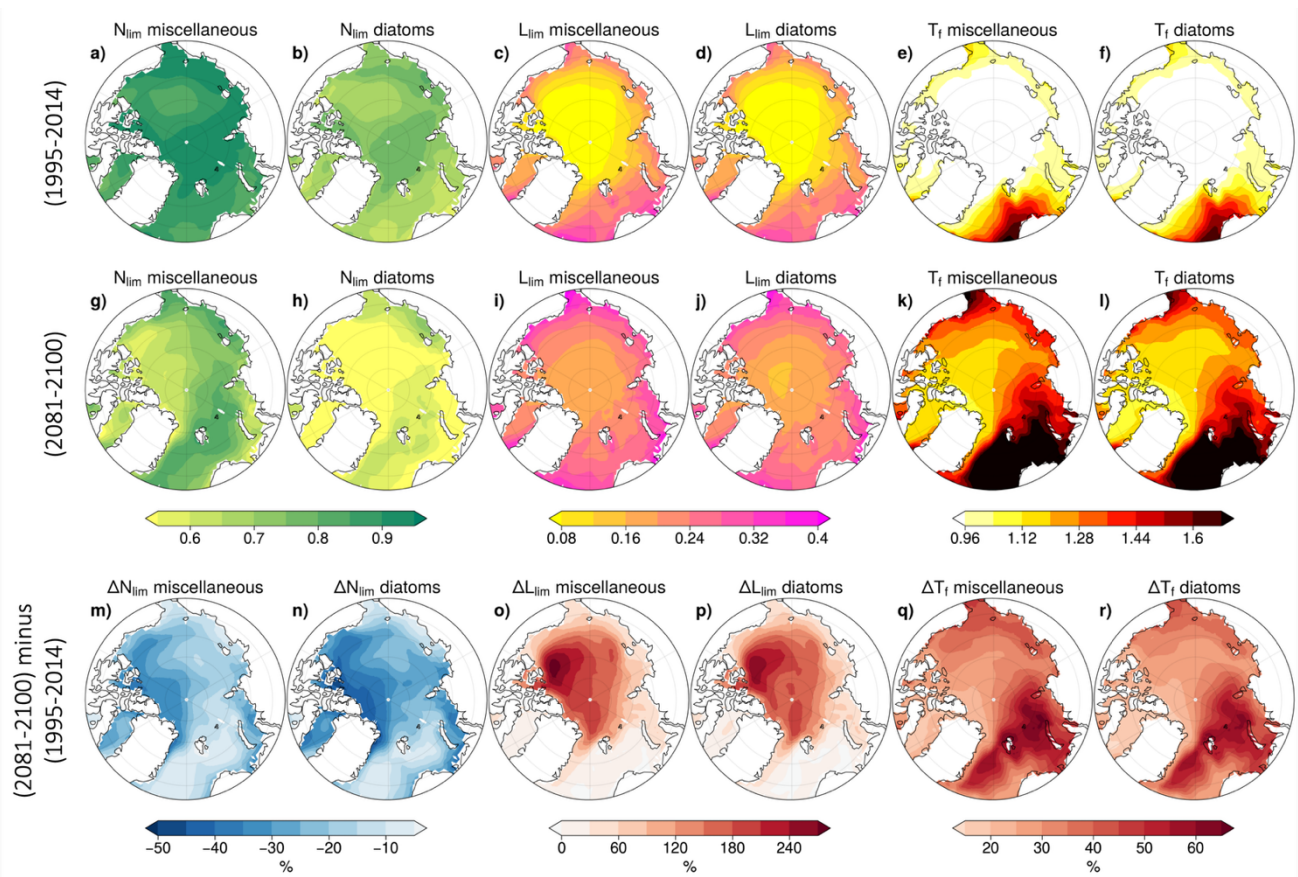 N_lim miscellaneous N_lim diatoms L_lim miscellaneous L_lim diatoms T_f miscellaneous T_f diatoms
a) b) c) d) e) f)
(1995-2014)
N_lim miscellaneous N_lim diatoms L_lim miscellaneous L_lim diatoms T_f miscellaneous T_f diatoms
g) h) i) j) k) l)
(2081-2100)
0.6 0.7 0.8 0.9 0.08 0.16 0.24 0.32 0.4 0.96 1.12 1.28 1.44 1.6
ΔN_lim miscellaneous ΔN_lim diatoms ΔL_lim miscellaneous ΔL_lim diatoms ΔT_f miscellaneous ΔT_f diatoms
m) n) o) p) q) r)
(2081-2100) minus
(1995-2014)
−50 −40 −30 −20 −10 0 60 120 180 240 20 30 40 50 60
% % %